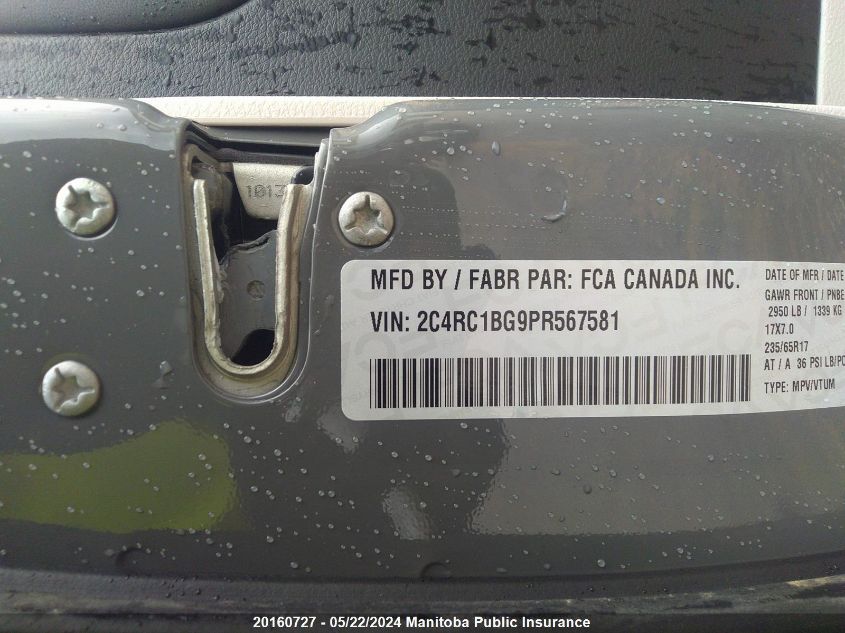 1013
MFD BY / FABR PAR: FCA CANADA INC.
VIN: 2C4RC1BG9PR567581
DATE OF MFR / DATE
GAWR FRONT / PNBE
2950 LB / 1339 KG
17X7.0
235/65R17
AT / A 36 PSI LB/PO
TYPE: MPV/VTUM
20160727 - 05/22/2024 Manitoba Public Insurance